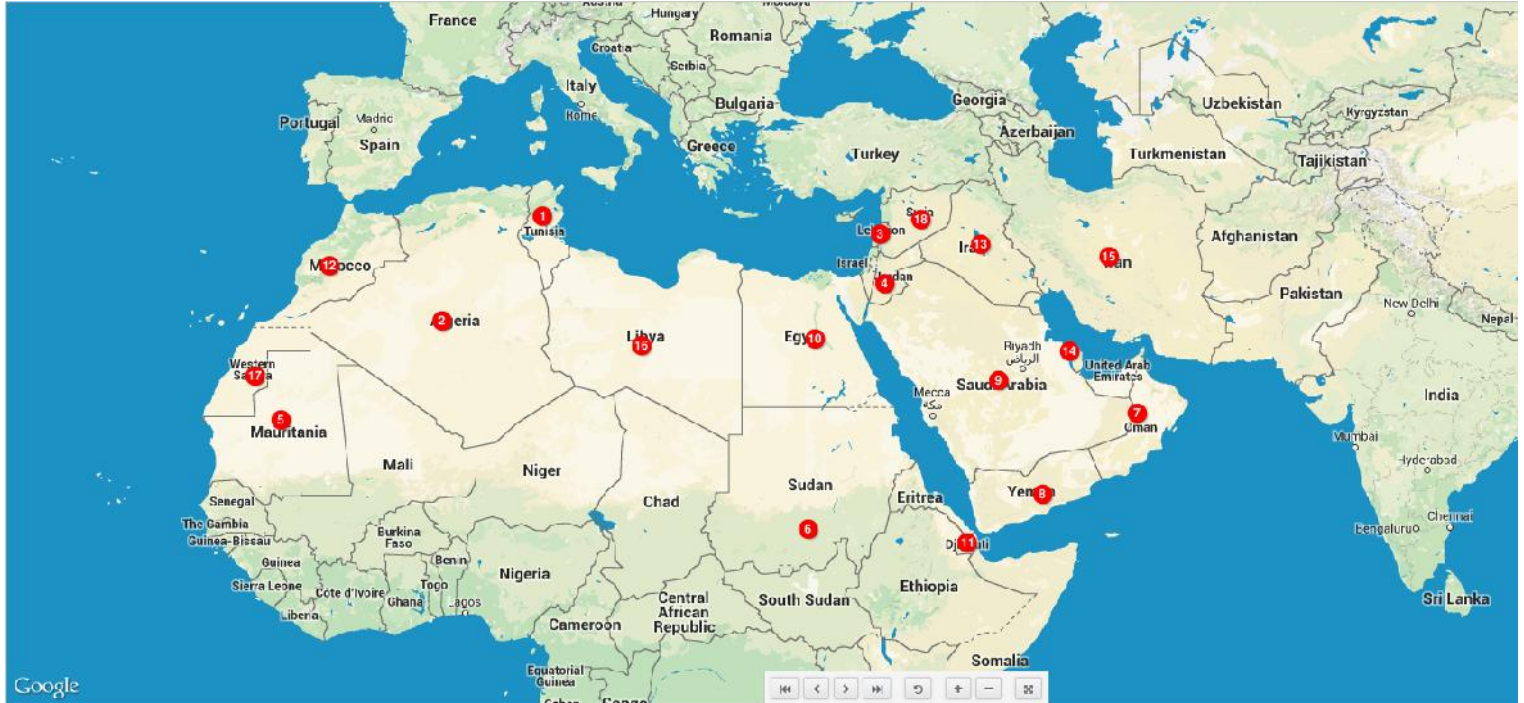 France
Hungary
Romania
Croatia
Serbia
Italy
Rome
Bulgaria
Georgia
Azerbaijan
Uzbekistan
Kyrgyzstan
Tajikistan
Turkmenistan
Portugal
Madrid
Spain
Greece
Turkey
1
Tunisia
18
3
Israel
4
13
15
Afghanistan
Pakistan
New Delhi
Nepal
12
2
Libya
16
10
Riyadh
الرياض
14
United Arab
Emirates
9
Saudi Arabia
Mecca
مكة
7
Oman
India
Mumbai
Hyderabad
Western
17
5
Mauritania
Mali
Niger
Chad
Sudan
Eritrea
8
6
11
Senegal
The Gambia
Guinea-Bissau
Guinea
Sierra Leone
Liberia
Burkina
Faso
Cote d'Ivoire
Ghana
Togo
Benin
Lagos
Nigeria
Cameroon
Central
African
Republic
South Sudan
Ethiopia
Somalia
Equatorial
Guinea
Bengaluru
Chennai
Sri Lanka
Google